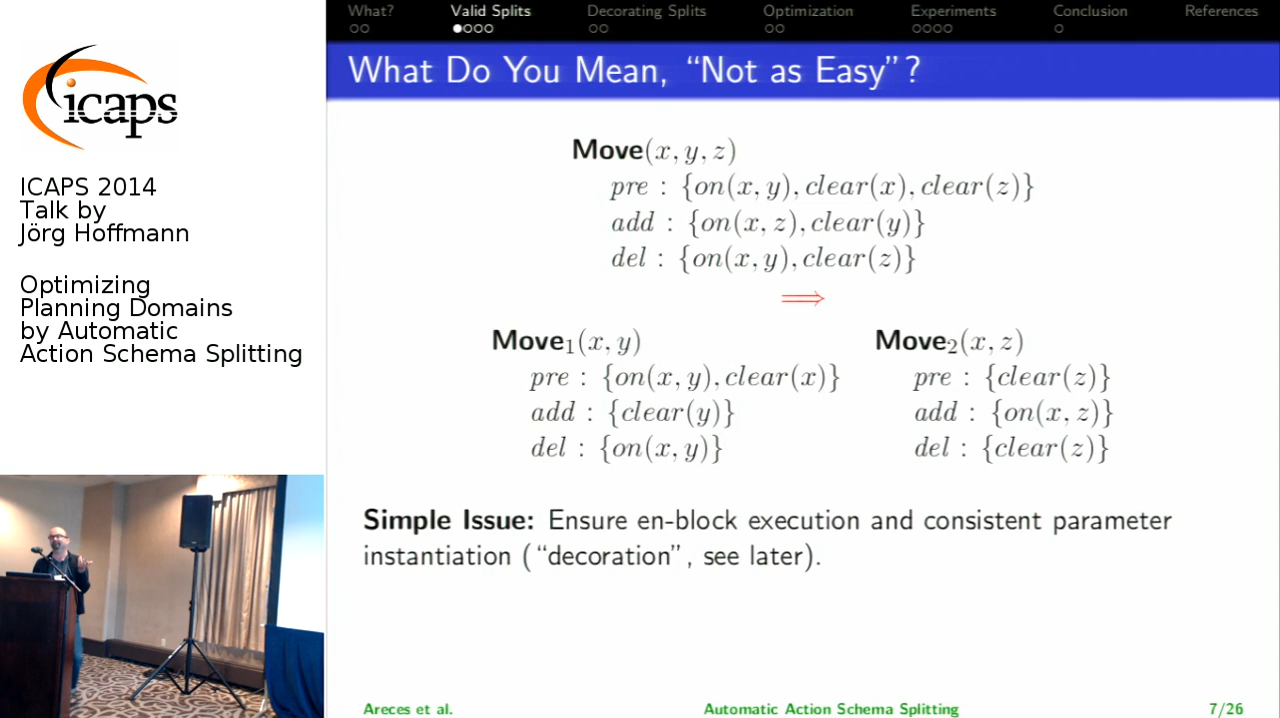 What?
Valid Splits
Decorating Splits
Optimization
Experiments
Conclusion
References
What Do You Mean, “Not as Easy”?
icaps
ICAPS 2014
Talk by
Jörg Hoffmann
Optimizing
Planning Domains
by Automatic
Action Schema Splitting
Move(x, y, z)
pre : {on(x, y), clear(x), clear(z)}
add : {on(x, z), clear(y)}
del : {on(x, y), clear(z)}
⟹
Move₁(x, y)
pre : {on(x, y), clear(x)}
add : {clear(y)}
del : {on(x, y)}
Move₂(x, z)
pre : {clear(z)}
add : {on(x, z)}
del : {clear(z)}
Simple Issue: Ensure en-block execution and consistent parameter
instantiation (“decoration”, see later).
Areces et al.
Automatic Action Schema Splitting
7/26